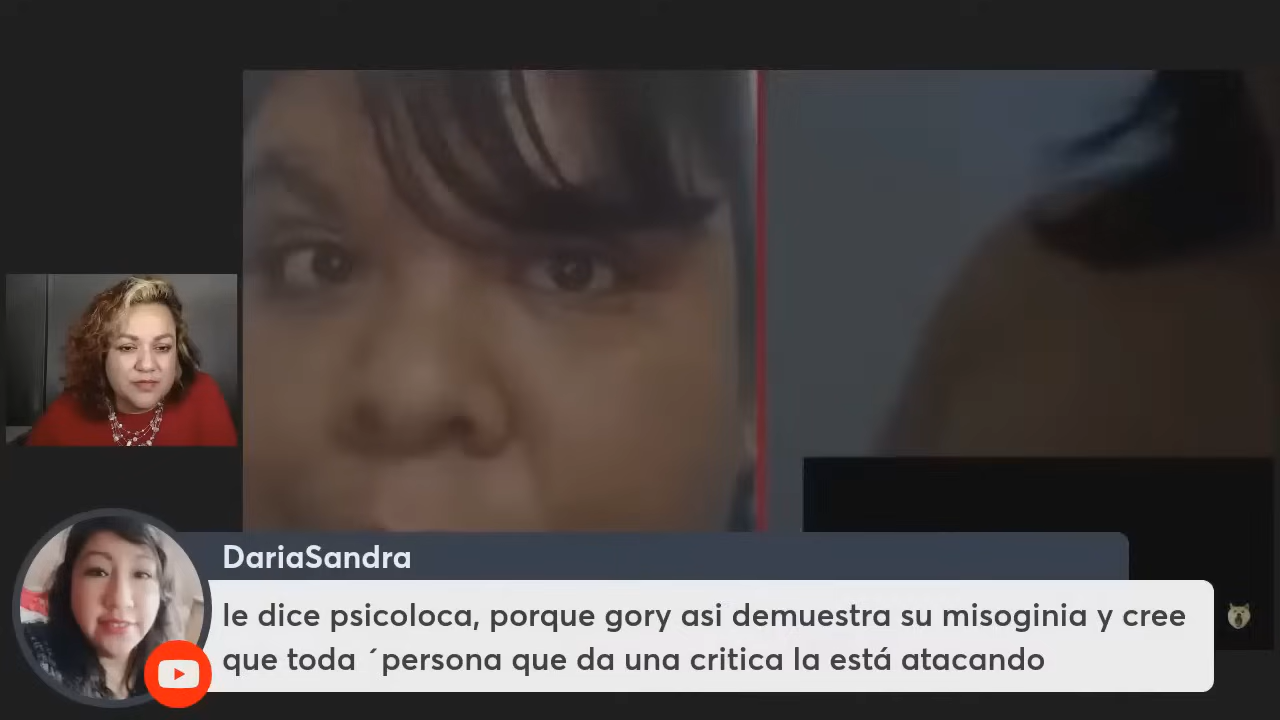 DariaSandra
le dice psicoloca, porque gory asi demuestra su misoginia y cree
que toda ´persona que da una critica la está atacando